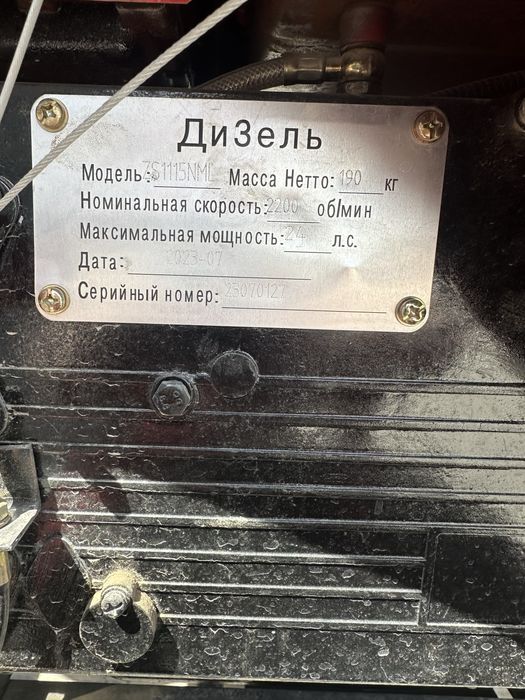 Дизель
Модель: ZS1115NML Масса Нетто: 190 кг
Номинальная скорость: 2200 об/мин
Максимальная мощность: 24 л.с.
Дата: 2023-07
Серийный номер: 23070127